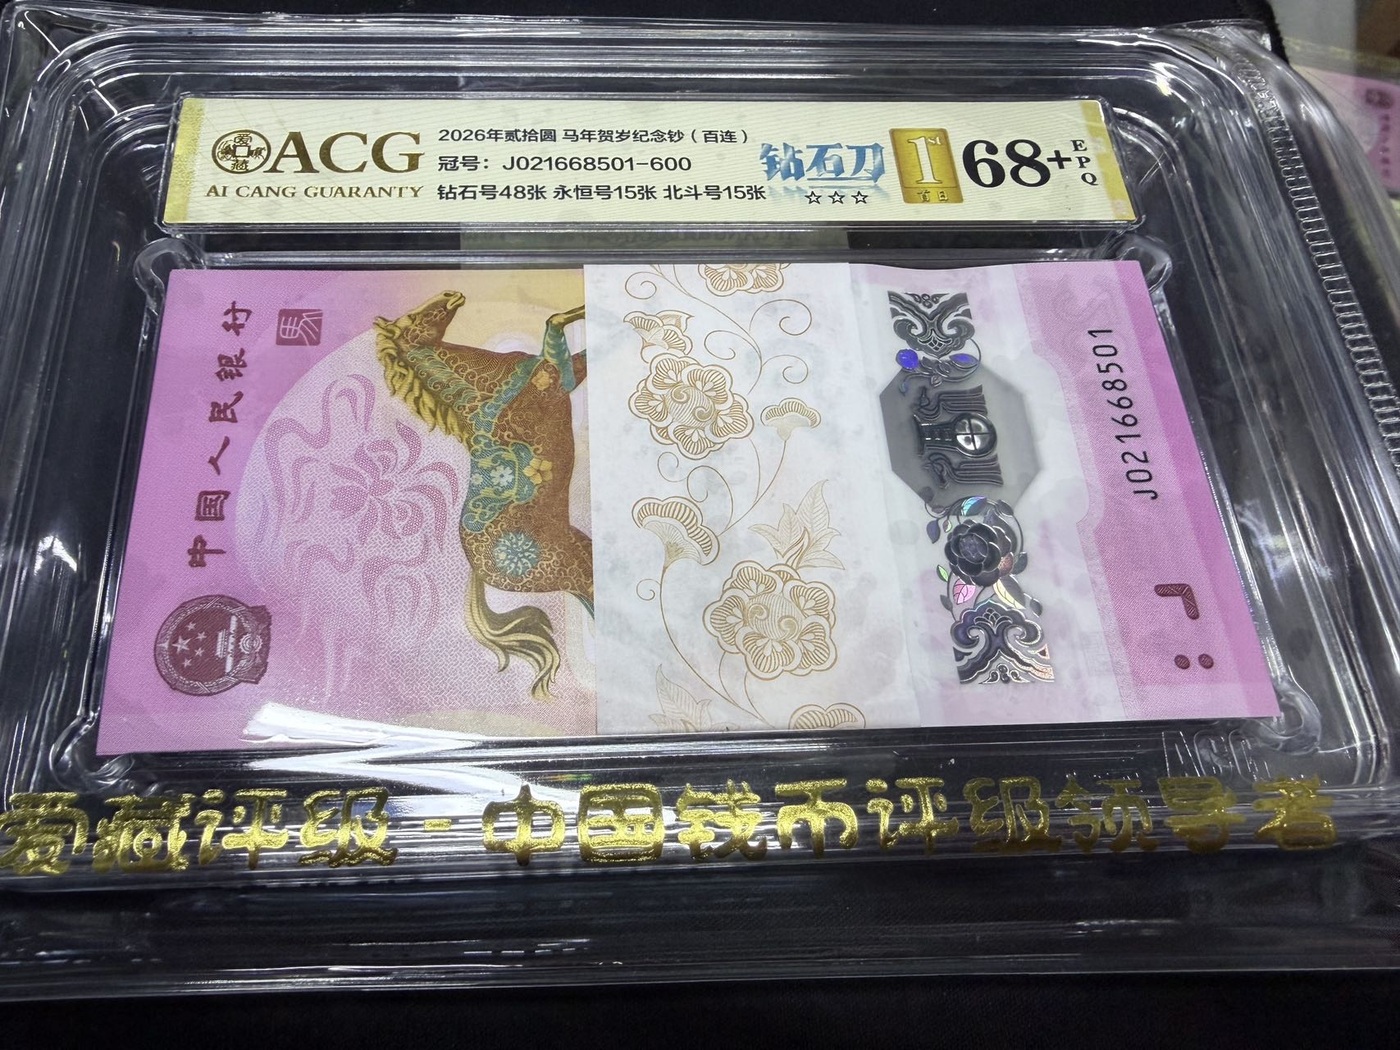 ACG
AI CANG GUARANTY
2026年贰拾圆 马年贺岁纪念钞（百连）
冠号：J021668501-600
钻石号48张 永恒号15张 北斗号15张
钻石刀
☆☆☆
1st
首日
68+
EPQ
中国人民银行
J021668501
爱藏评级-中国钱币评级领导者